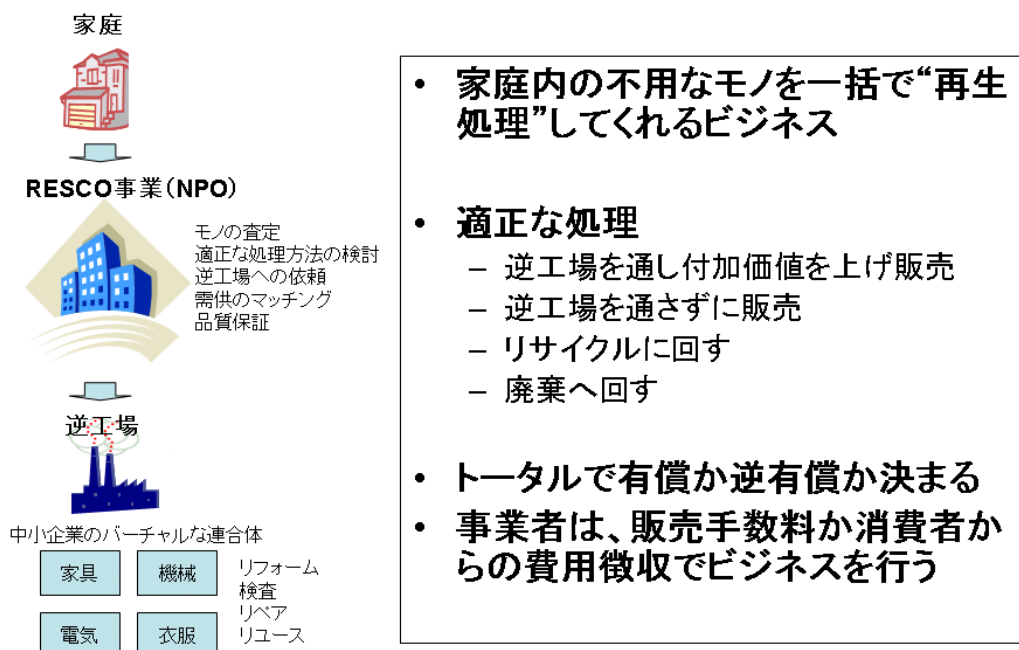 家庭
RESCO事業(NPO)
モノの査定
適正な処理方法の検討
逆工場への依頼
需供のマッチング
品質保証
逆工場
中小企業のバーチャルな連合体
家具
機械
電気
衣服
リフォーム
検査
リペア
リユース
• 家庭内の不用なモノを一括で“再生
処理”してくれるビジネス
• 適正な処理
– 逆工場を通し付加価値を上げ販売
– 逆工場を通さずに販売
– リサイクルに回す
– 廃棄へ回す
• トータルで有償か逆有償か決まる
• 事業者は、販売手数料か消費者か
らの費用徴収でビジネスを行う